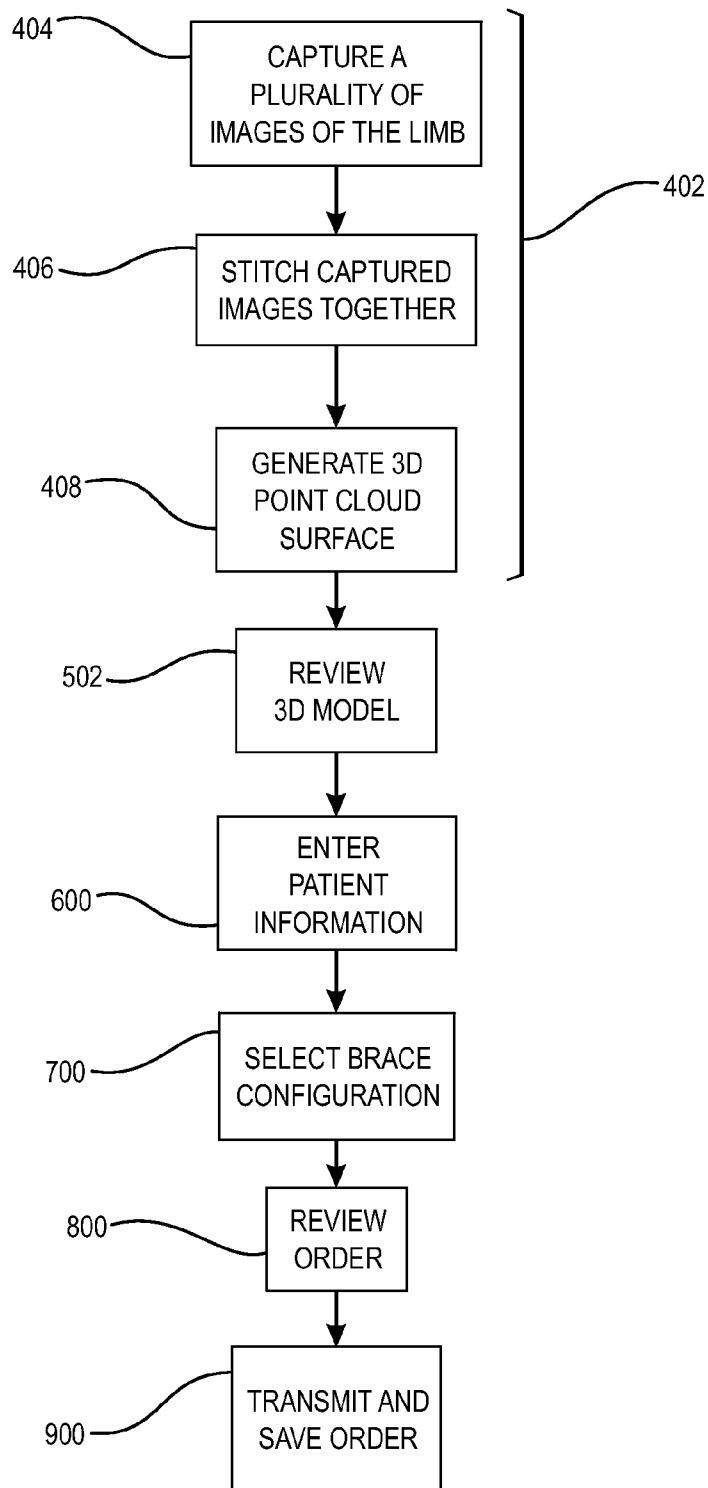 404
CAPTURE A
PLURALITY OF
IMAGES OF THE LIMB
402
406
STITCH CAPTURED
IMAGES TOGETHER
408
GENERATE 3D
POINT CLOUD
SURFACE
502
REVIEW
3D MODEL
600
ENTER
PATIENT
INFORMATION
700
SELECT BRACE
CONFIGURATION
800
REVIEW
ORDER
900
TRANSMIT AND
SAVE ORDER